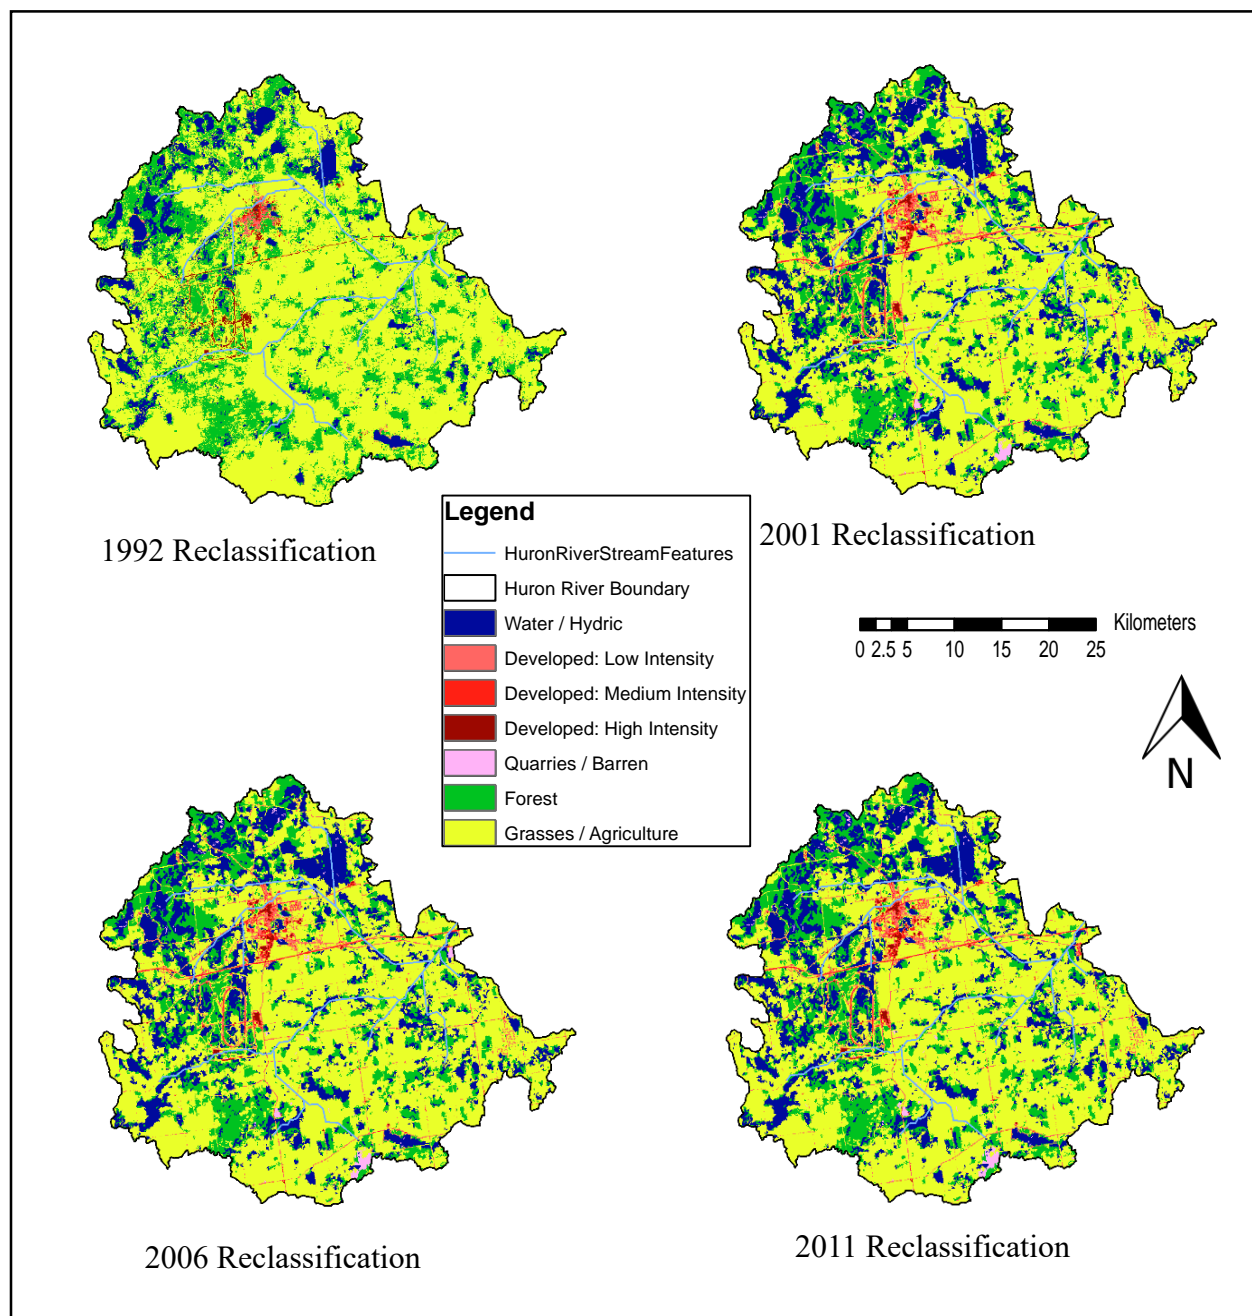 1992 Reclassification
2001 Reclassification
Legend
HuronRiverStreamFeatures
Huron River Boundary
Water / Hydric
Developed: Low Intensity
Developed: Medium Intensity
Developed: High Intensity
Quarries / Barren
Forest
Grasses / Agriculture
Kilometers
0 2.5 5 10 15 20 25
N
2006 Reclassification
2011 Reclassification